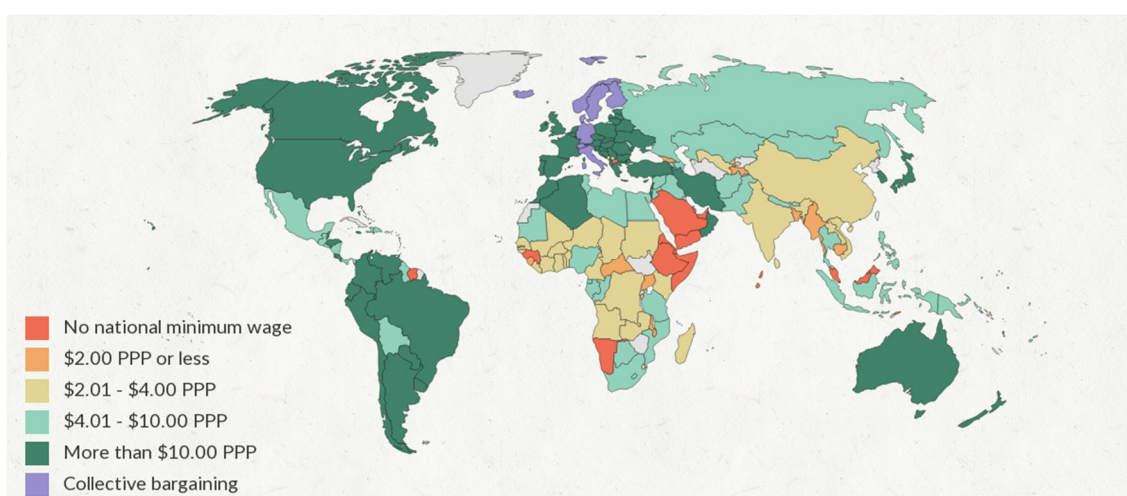 No national minimum wage
$2.00 PPP or less
$2.01 - $4.00 PPP
$4.01 - $10.00 PPP
More than $10.00 PPP
Collective bargaining